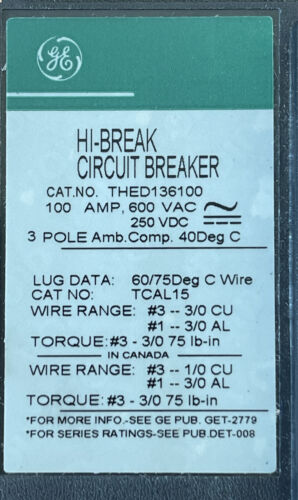 GE
HI-BREAK
CIRCUIT BREAKER
CAT.NO. THED136100
100 AMP, 600 VAC
250 VDC
3 POLE Amb.Comp. 40Deg C
LUG DATA: 60/75Deg C Wire
CAT NO: TCAL15
WIRE RANGE: #3 -- 3/0 CU
#1 -- 3/0 AL
TORQUE: #3 - 3/0 75 lb-in
IN CANADA
WIRE RANGE: #3 -- 1/0 CU
#1 -- 3/0 AL
TORQUE: #3 - 3/0 75 lb-in
*FOR MORE INFO.-SEE GE PUB. GET-2779
*FOR SERIES RATINGS-SEE PUB.DET-008